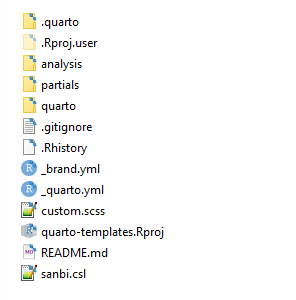 .quarto
.Rproj.user
analysis
partials
quarto
.gitignore
.Rhistory
_brand.yml
_quarto.yml
custom.scss
quarto-templates.Rproj
README.md
sanbi.csl